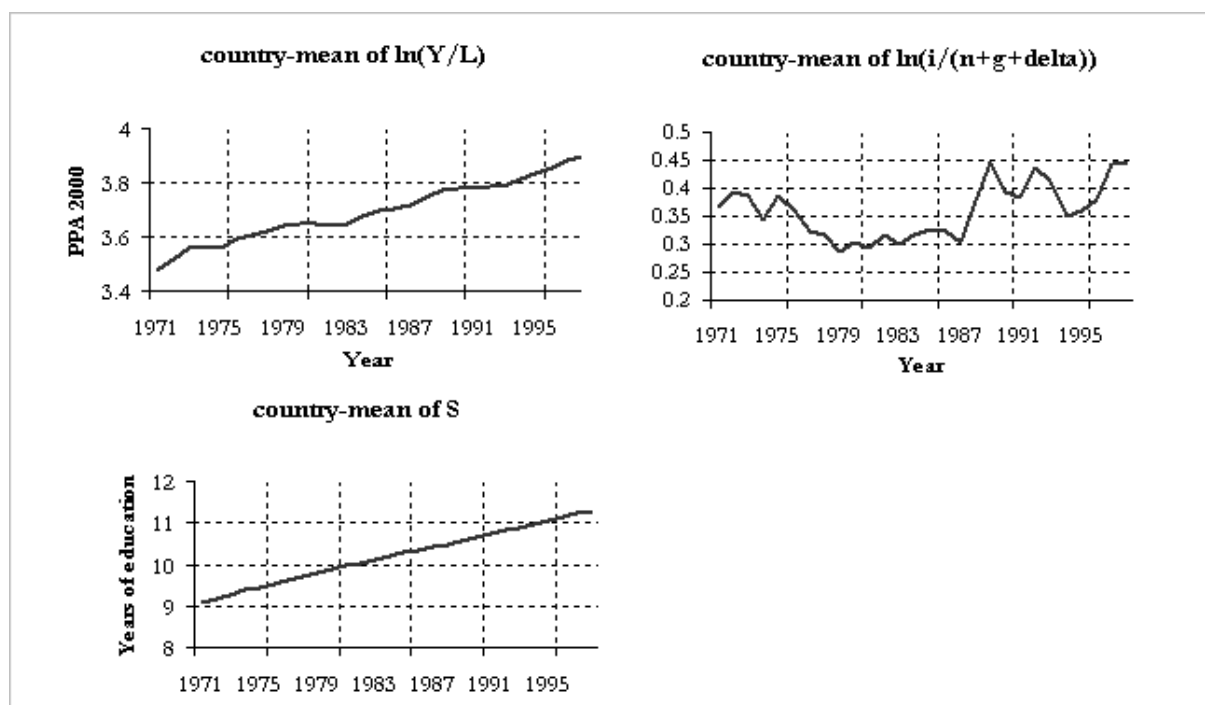 country-mean of ln(Y/L)
4
3.8
3.6
3.4
PPA 2000
1971 1975 1979 1983 1987 1991 1995
Year
country-mean of ln(i/(n+g+delta))
0.5
0.45
0.4
0.35
0.3
0.25
0.2
1971 1975 1979 1983 1987 1991 1995
Year
country-mean of S
12
11
10
9
8
Years of education
1971 1975 1979 1983 1987 1991 1995